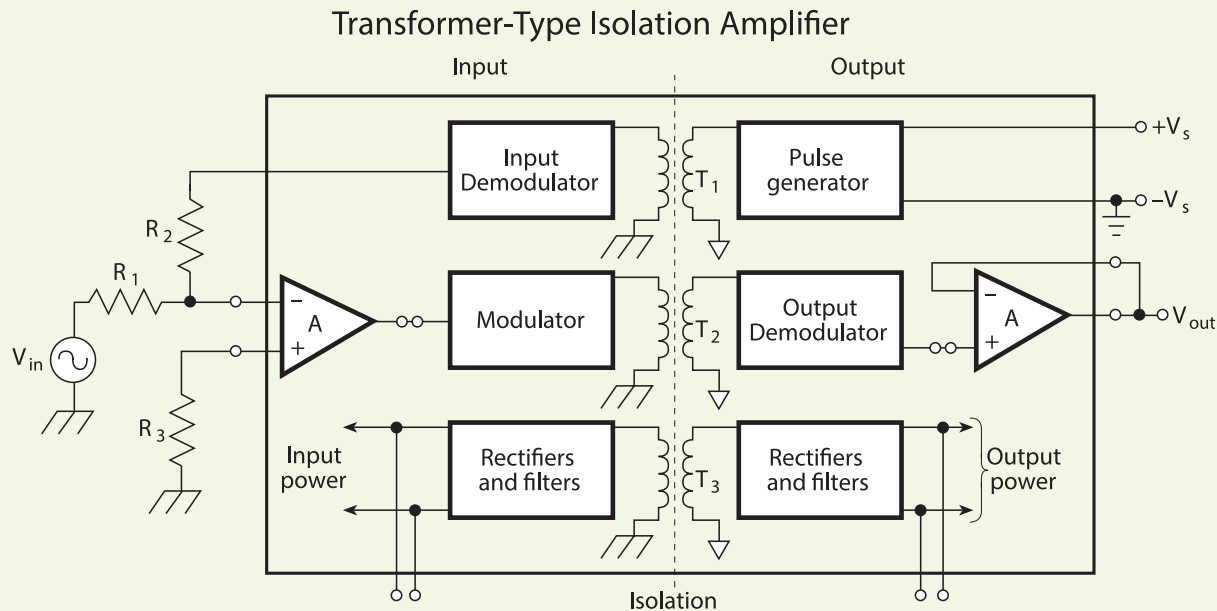 Transformer-Type Isolation Amplifier
Input
Output
Input
Demodulator
T1
Pulse
generator
+Vs
−Vs
R2
R1
Vin
R3
−
A
+
Modulator
T2
Output
Demodulator
−
A
+
Vout
Input
power
Rectifiers
and filters
T3
Rectifiers
and filters
Output
power
Isolation